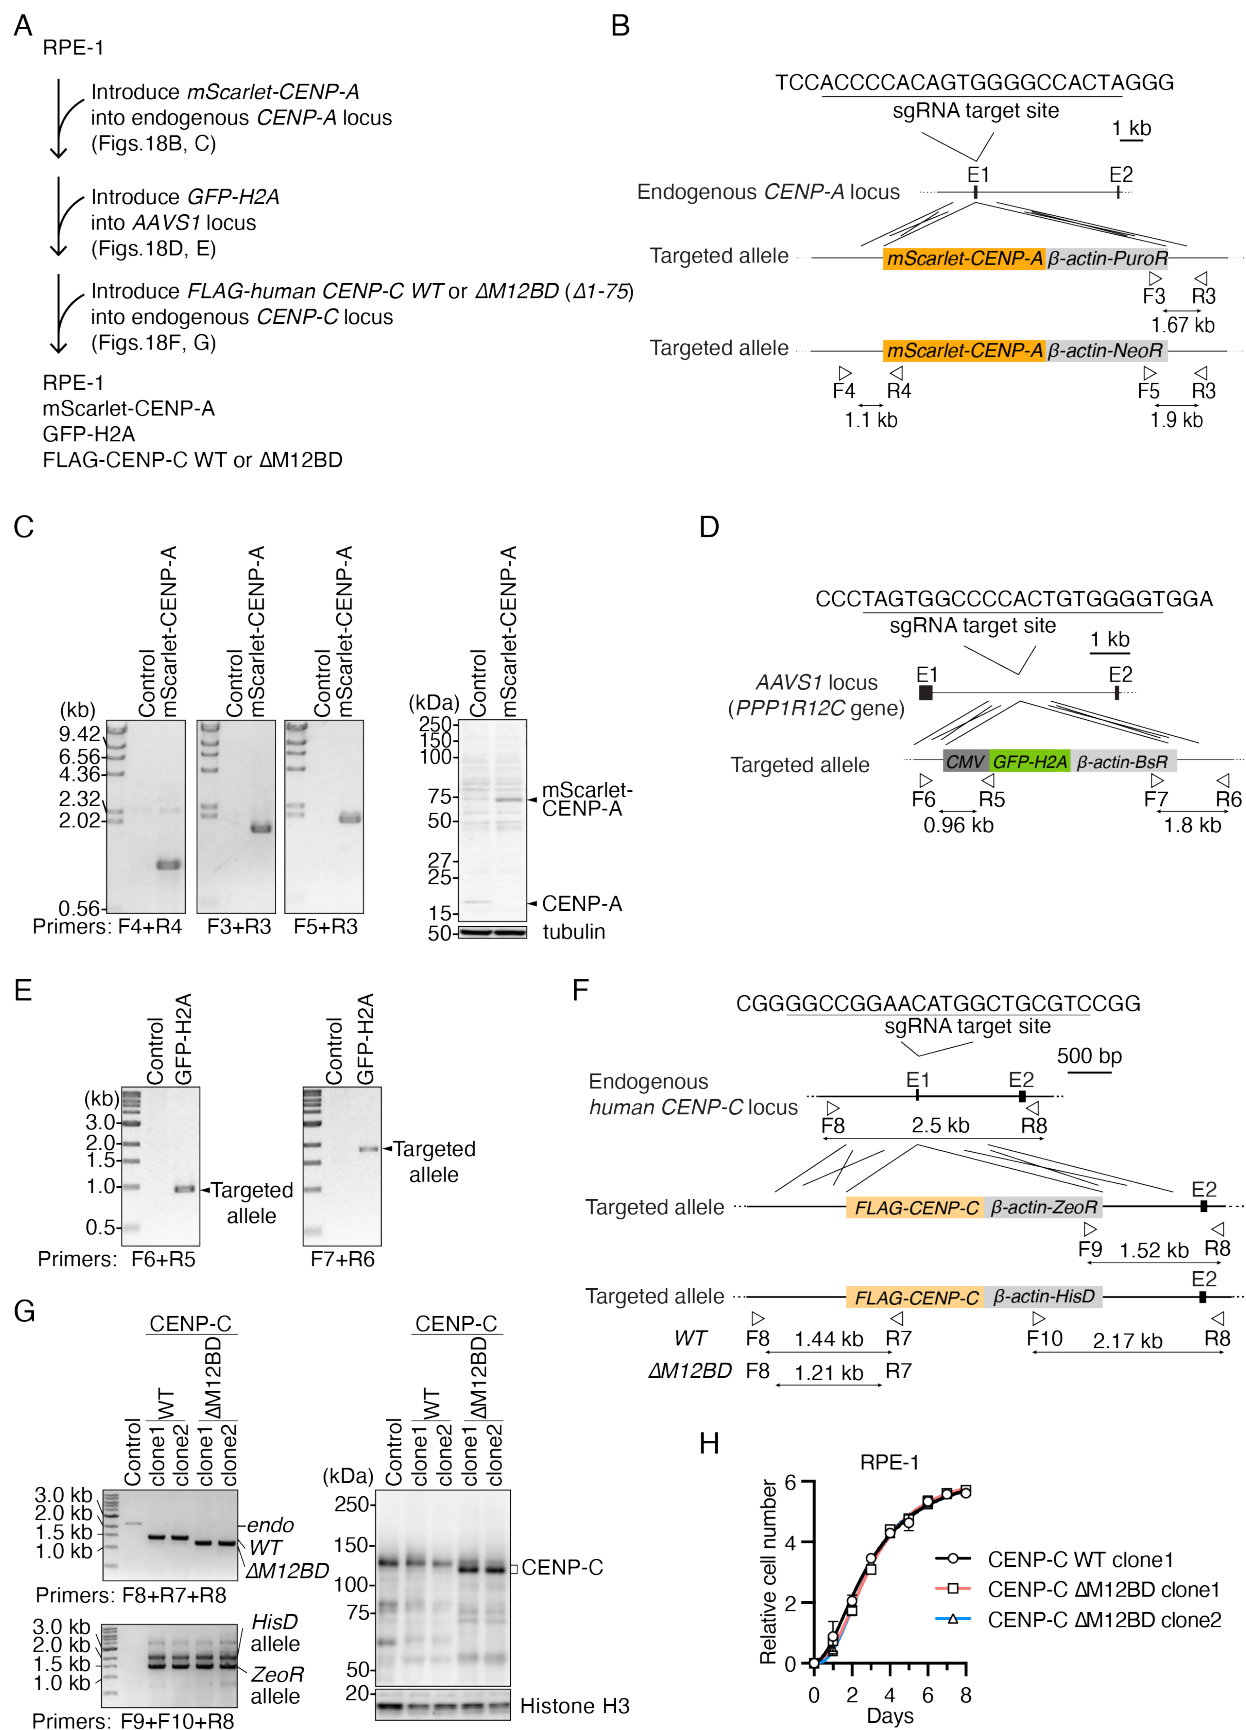 A
RPE-1
Introduce mScarlet-CENP-A
into endogenous CENP-A locus
(Figs.18B, C)
Introduce GFP-H2A
into AAVS1 locus
(Figs.18D, E)
Introduce FLAG-human CENP-C WT or ΔM12BD (Δ1-75)
into endogenous CENP-C locus
(Figs.18F, G)
RPE-1
mScarlet-CENP-A
GFP-H2A
FLAG-CENP-C WT or ΔM12BD
B
TCCACCCCACAGTGGGGCCACTAGGG
sgRNA target site
1 kb
E1 E2
Endogenous CENP-A locus
Targeted allele mScarlet-CENP-A β-actin-PuroR
F3 R3
1.67 kb
Targeted allele mScarlet-CENP-A β-actin-NeoR
F4 R4 F5 R3
1.1 kb 1.9 kb
C
Control
mScarlet-CENP-A
Control
mScarlet-CENP-A
Control
mScarlet-CENP-A
(kb)
9.42
6.56
4.36
2.32
2.02
0.56
Primers: F4+R4 F3+R3 F5+R3
Control
mScarlet-CENP-A
(kDa)
250
150
100
75
50
27
25
15
50
mScarlet-
CENP-A
CENP-A
tubulin
D
CCCTAGTGGCCCCACTGTGGGGTGGA
sgRNA target site
1 kb
E1 E2
AAVS1 locus
(PPP1R12C gene)
Targeted allele CMV GFP-H2A β-actin-BsR
F6 R5 F7 R6
0.96 kb 1.8 kb
E
Control
GFP-H2A
Control
GFP-H2A
(kb)
3.0
2.0
1.5
1.0
0.5
Targeted
allele
Targeted
allele
Primers: F6+R5 F7+R6
F
CGGGGCCGGAACATGGCTGCGTCCGG
sgRNA target site
500 bp
E1 E2
Endogenous
human CENP-C locus
F8 2.5 kb R8
Targeted allele FLAG-CENP-C β-actin-ZeoR E2
F9 1.52 kb R8
Targeted allele FLAG-CENP-C β-actin-HisD E2
WT F8 1.44 kb R7 F10 2.17 kb R8
ΔM12BD F8 1.21 kb R7
G
CENP-C
WT
ΔM12BD
Control
clone1
clone2
clone1
clone2
3.0 kb
2.0 kb
1.5 kb
1.0 kb
endo
WT
ΔM12BD
Primers: F8+R7+R8
3.0 kb
2.0 kb
1.5 kb
1.0 kb
HisD
allele
ZeoR
allele
Primers: F9+F10+R8
CENP-C
WT
ΔM12BD
Control
clone1
clone2
clone1
clone2
(kDa)
250
150
100
75
50
20
CENP-C
Histone H3
H
RPE-1
Relative cell number
6
4
2
0
0 2 4 6 8
Days
CENP-C WT clone1
CENP-C ΔM12BD clone1
CENP-C ΔM12BD clone2